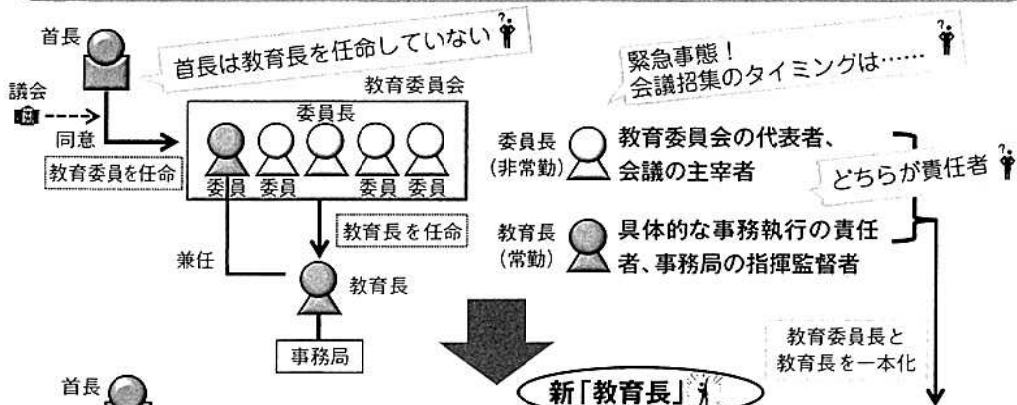 首長
首長は教育長を任命していない
議会
同意
教育委員を任命
教育委員会
委員長
委員
委員
委員
委員
兼任
教育長を任命
教育長
事務局
緊急事態！
会議招集のタイミングは……
委員長
(非常勤)
教育委員会の代表者、
会議の主宰者
どちらが責任者
教育長
(常勤)
具体的な事務執行の責任
者、事務局の指揮監督者
教育委員長と
教育長を一本化
首長
新「教育長」